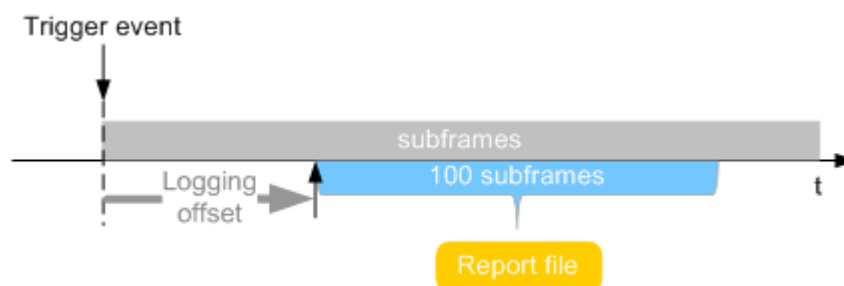 Trigger event
subframes
100 subframes
Logging
offset
t
Report file